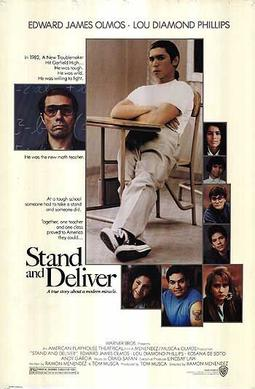 EDWARD JAMES OLMOS - LOU DIAMOND PHILLIPS
In 1982, A New Troublemaker
Hit Garfield High...
He was tough.
He was wild.
He was willing to fight.
He was the new math teacher.
At a tough school
someone had to take a stand
and someone did.
Together, one teacher
and one class
proved to America
they could...
Stand
and Deliver
A true story about a modern miracle.
WARNER BROS. Presents
AN AMERICAN PLAYHOUSE THEATRICAL FILM A MENENDEZ/MUSCA & OLMOS Production
"STAND AND DELIVER" EDWARD JAMES OLMOS · LOU DIAMOND PHILLIPS · ROSANA DE SOTO
ANDY GARCIA CRAIG SAFAN Executive Producer LINDSAY LAW
Written by RAMON MENENDEZ & TOM MUSCA Produced by TOM MUSCA Directed by RAMON MENENDEZ
PG